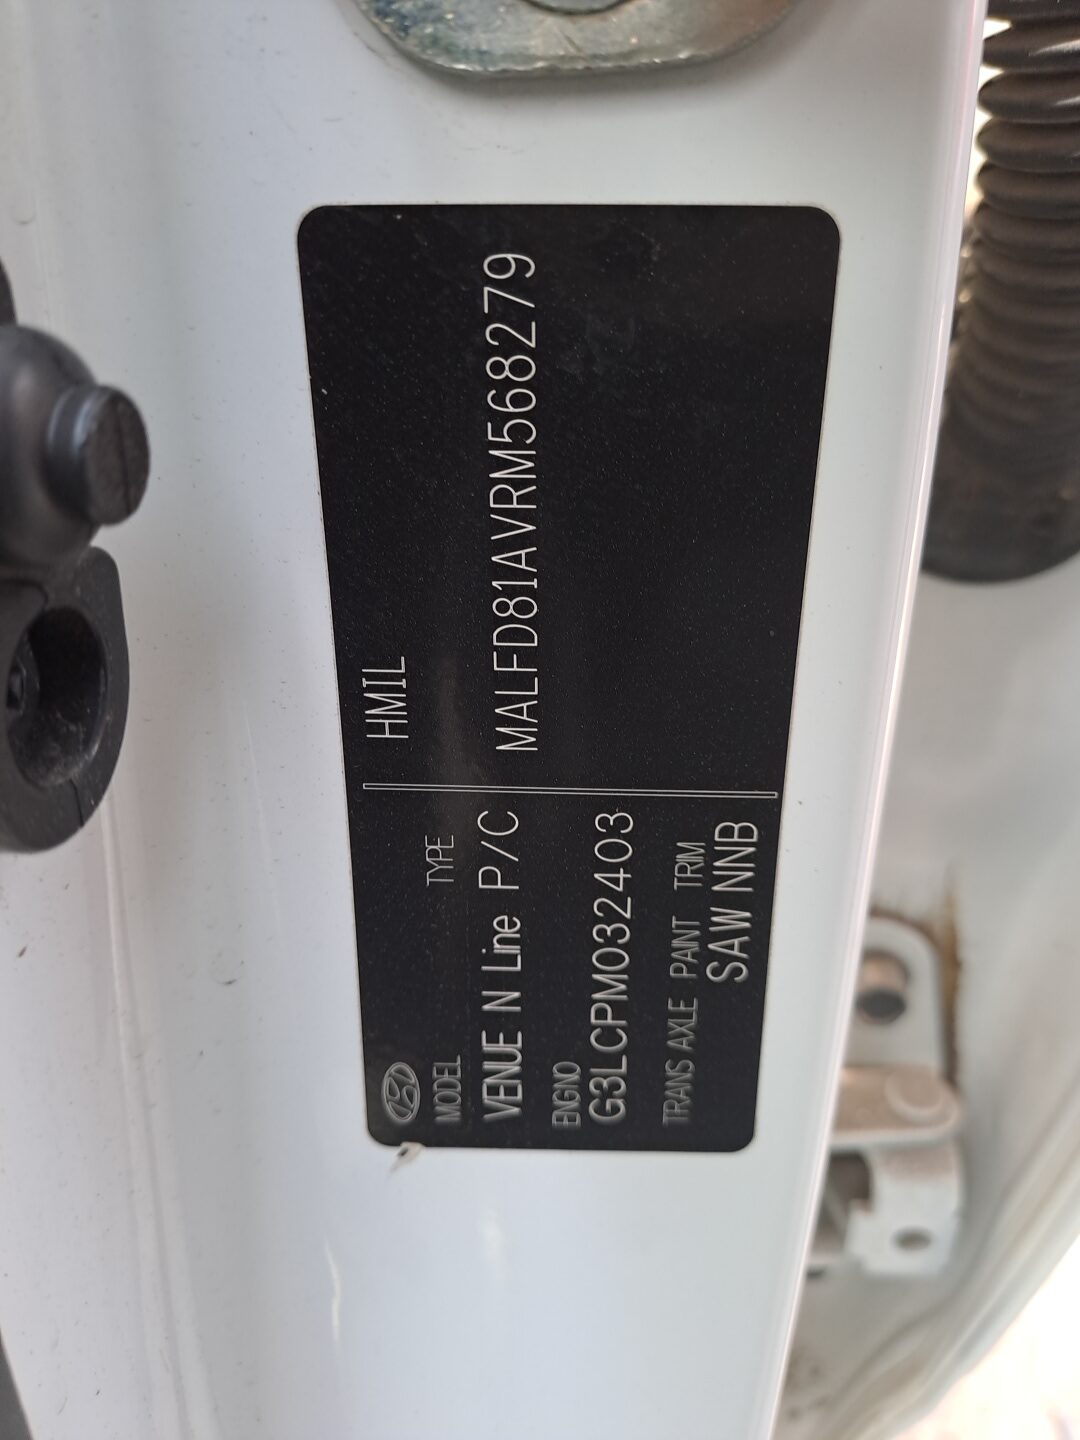 HMIL
MODEL TYPE
VENUE N Line P/C MALFD81AVRM568279
ENGNO
G3LCPM032403
TRANS AXLE PAINT TRIM
SAW NNB